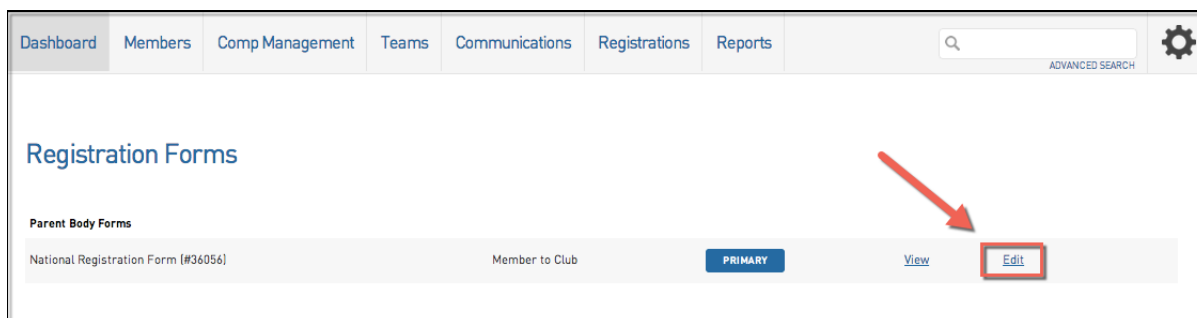 Dashboard Members Comp Management Teams Communications Registrations Reports
ADVANCED SEARCH
Registration Forms
Parent Body Forms
National Registration Form (#36056) Member to Club PRIMARY View Edit